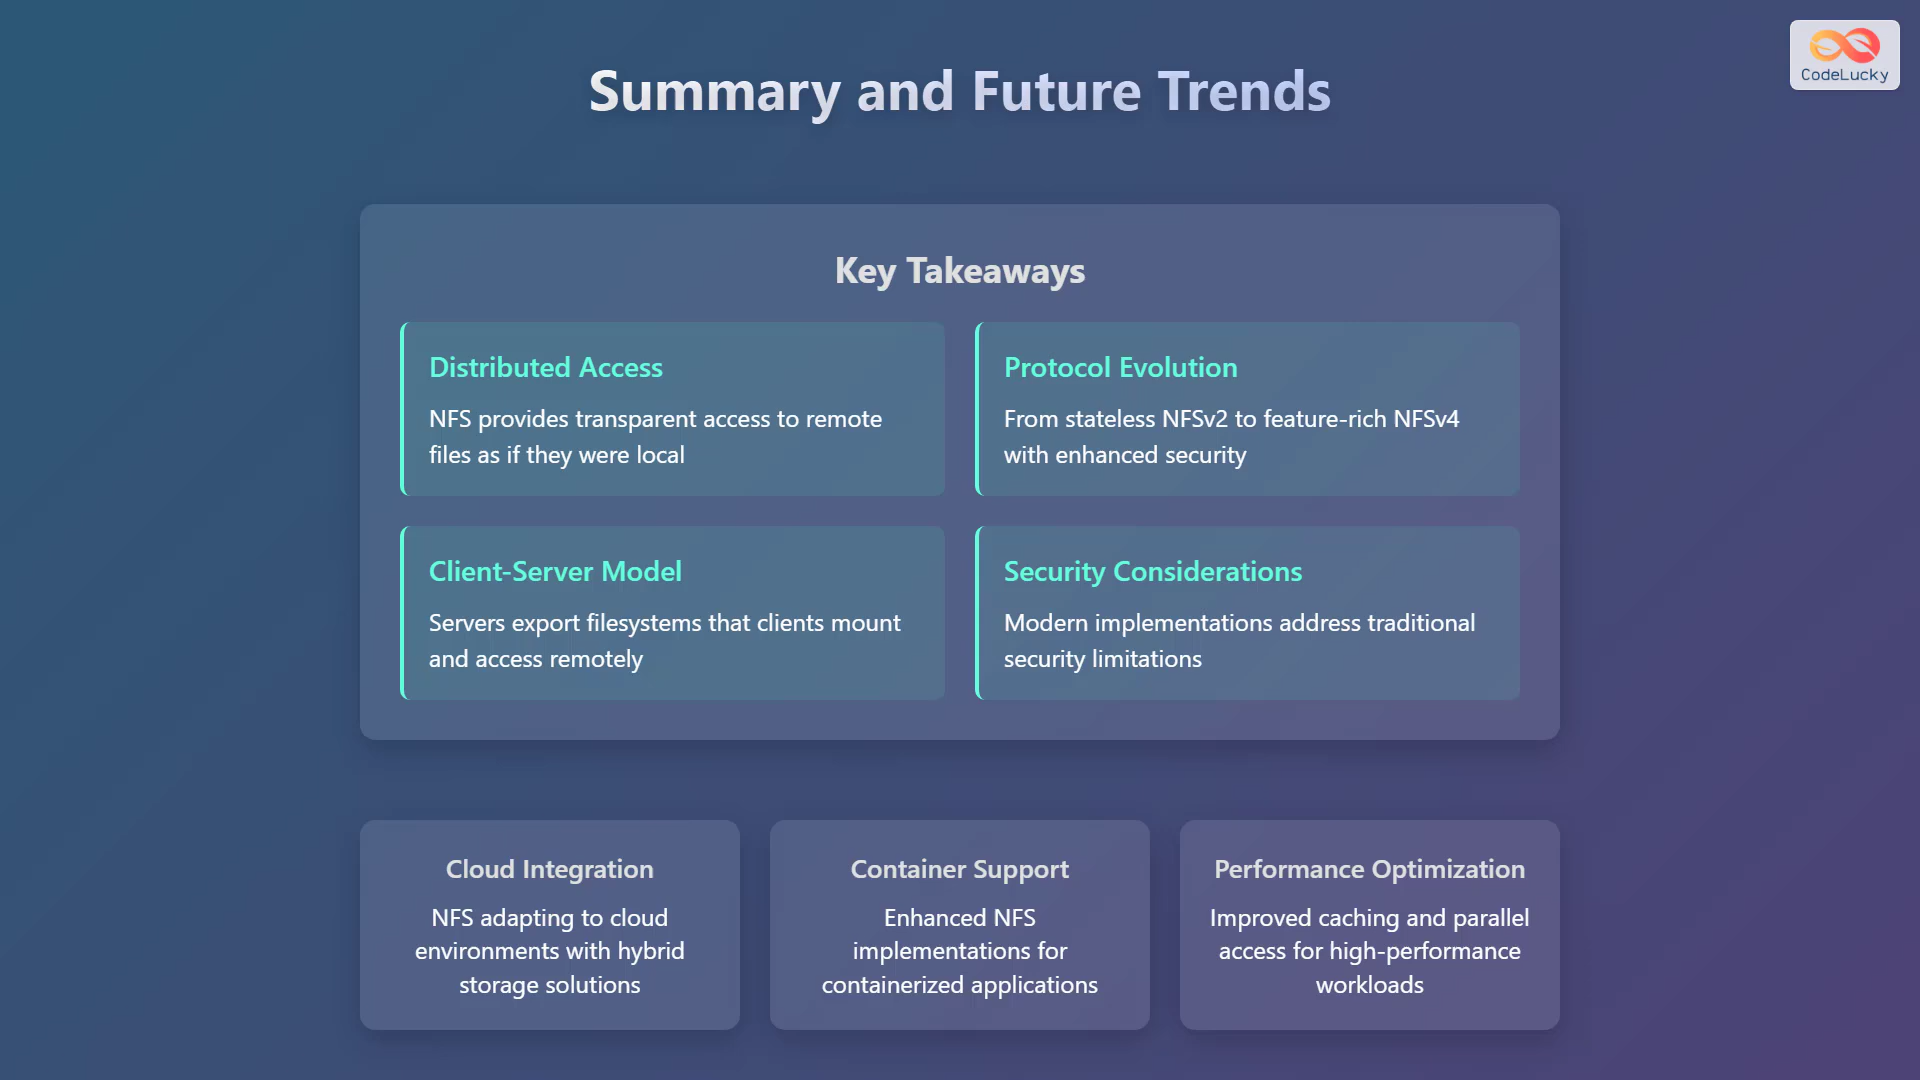 CodeLucky
Summary and Future Trends
Key Takeaways
Distributed Access
NFS provides transparent access to remote
files as if they were local
Protocol Evolution
From stateless NFSv2 to feature-rich NFSv4
with enhanced security
Client-Server Model
Servers export filesystems that clients mount
and access remotely
Security Considerations
Modern implementations address traditional
security limitations
Cloud Integration
NFS adapting to cloud
environments with hybrid
storage solutions
Container Support
Enhanced NFS
implementations for
containerized applications
Performance Optimization
Improved caching and parallel
access for high-performance
workloads